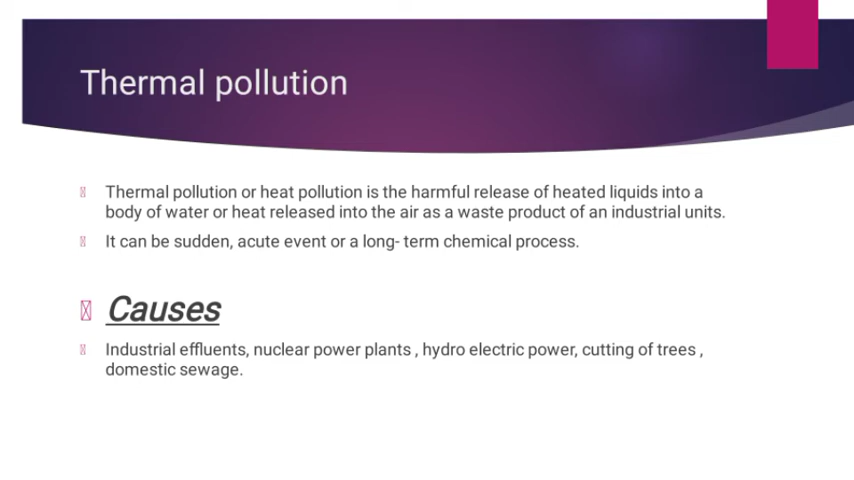 Thermal pollution
Thermal pollution or heat pollution is the harmful release of heated liquids into a
body of water or heat released into the air as a waste product of an industrial units.
It can be sudden, acute event or a long- term chemical process.
Causes
Industrial effluents, nuclear power plants , hydro electric power, cutting of trees ,
domestic sewage.